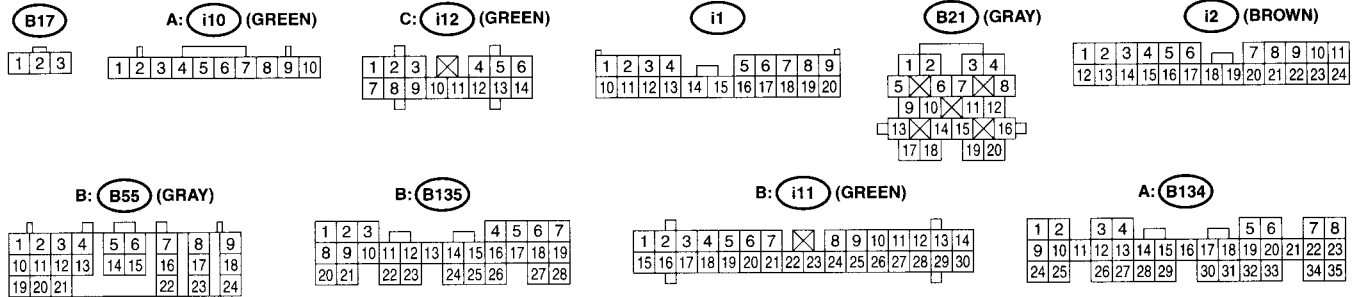 B17 A: i10 (GREEN) C: i12 (GREEN) i1 B21 (GRAY) i2 (BROWN)
1 2 3
1 2 3 4 5 6 7 8 9 10
1 2 3 4 5 6
7 8 9 10 11 12 13 14
1 2 3 4 5 6 7 8 9
10 11 12 13 14 15 16 17 18 19 20
1 2 3 4
5 6 7 8
9 10 11 12
13 14 15 16
17 18 19 20
1 2 3 4 5 6 7 8 9 10 11
12 13 14 15 16 17 18 19 20 21 22 23 24
B: B55 (GRAY) B: B135 B: i11 (GREEN) A: B134
1 2 3 4 5 6 7 8 9
10 11 12 13 14 15 16 17 18
19 20 21 22 23 24
1 2 3 4 5 6 7
8 9 10 11 12 13 14 15 16 17 18 19
20 21 22 23 24 25 26 27 28
1 2 3 4 5 6 7 8 9 10 11 12 13 14
15 16 17 18 19 20 21 22 23 24 25 26 27 28 29 30
1 2 3 4 5 6 7 8
9 10 11 12 13 14 15 16 17 18 19 20 21 22 23
24 25 26 27 28 29 30 31 32 33 34 35